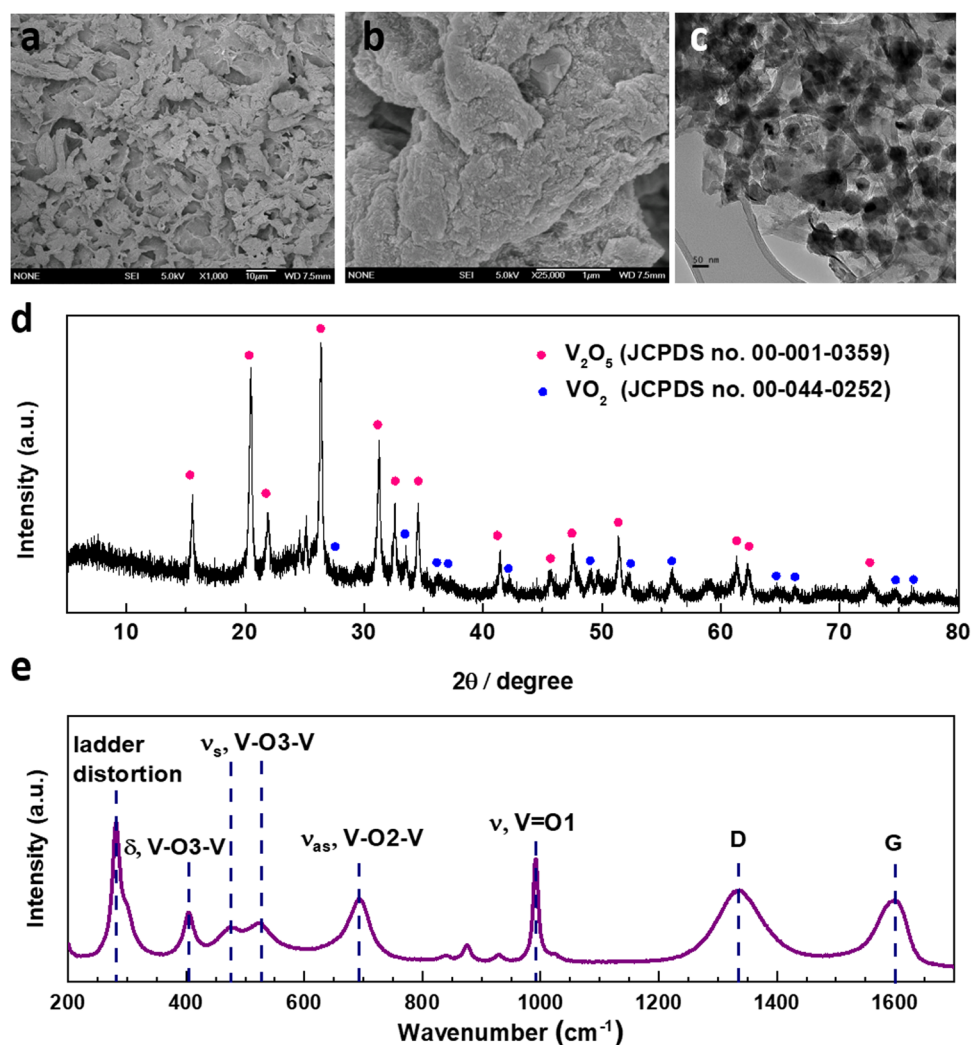 a
b
c
NONE SEI 5.0kV X1,000 10μm WD 7.5mm
NONE SEI 5.0kV X25,000 1μm WD 7.5mm
50 nm
d
V₂O₅ (JCPDS no. 00-001-0359)
VO₂ (JCPDS no. 00-044-0252)
Intensity (a.u.)
10 20 30 40 50 60 70 80
2θ / degree
e
ladder
distortion
νs, V-O3-V
δ, V-O3-V
νas, V-O2-V
ν, V=O1
D
G
Intensity (a.u.)
200 400 600 800 1000 1200 1400 1600
Wavenumber (cm⁻¹)